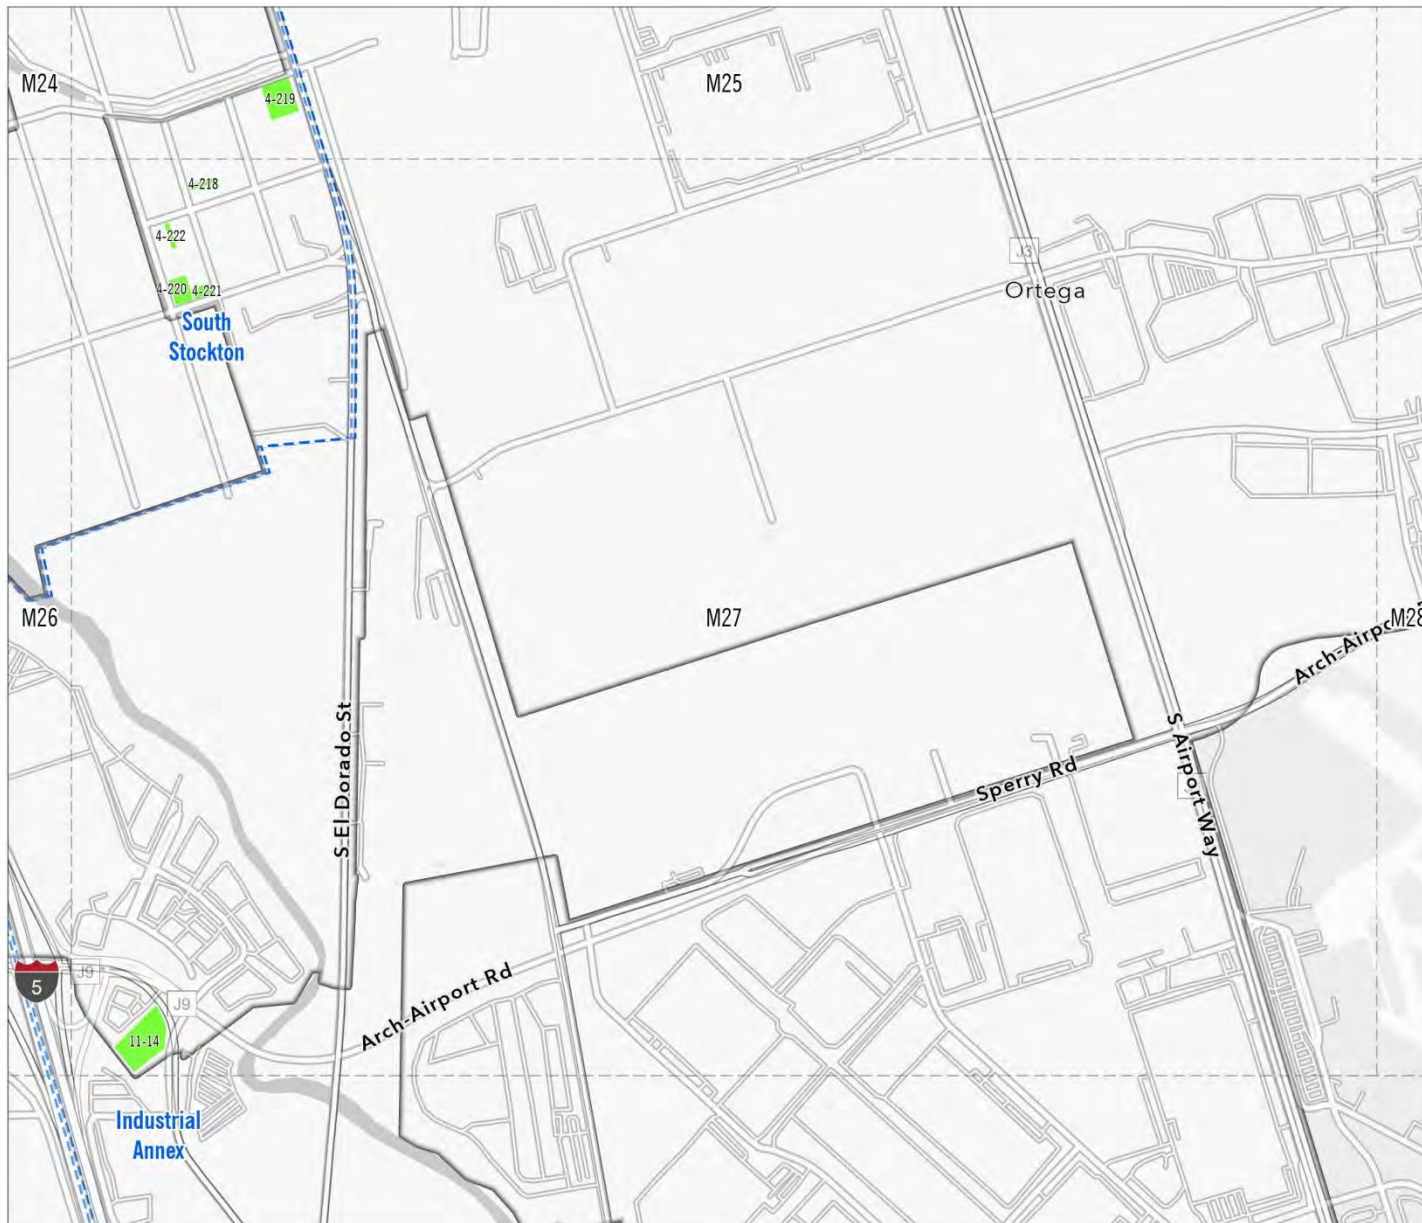 M24
M25
4-219
4-218
4-222
4-220
4-221
South
Stockton
J3
Ortega
M26
M27
M28
Arch-Airpo
S El Dorado St
Sperry Rd
S Airport Way
5
J9
J9
Arch-Airport Rd
11-14
Industrial
Annex